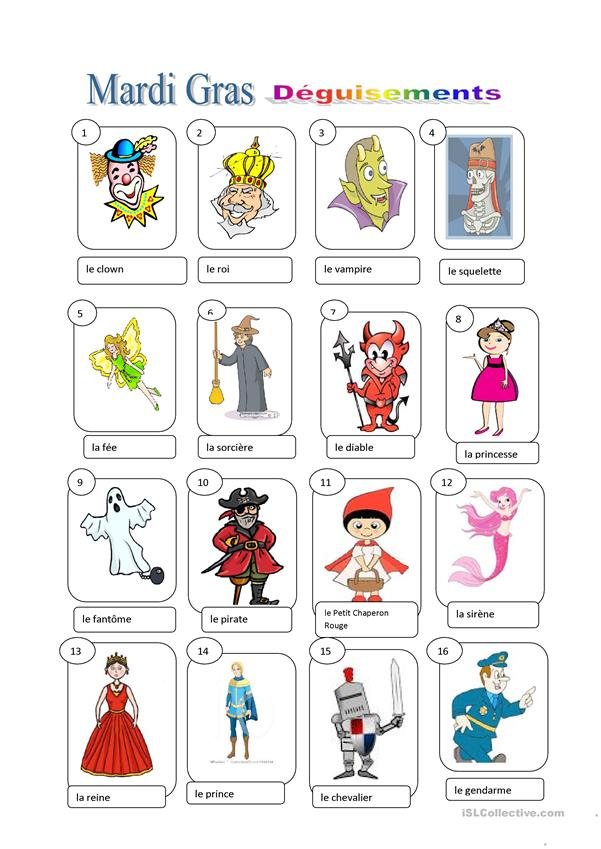 Mardi Gras Déguisements
1 2 3 4
le clown le roi le vampire le squelette
5 6 7 8
la fée la sorcière le diable la princesse
9 10 11 12
le fantôme le pirate le Petit Chaperon
Rouge
la sirène
13 14 15 16
la reine le prince le chevalier le gendarme
iSLCollective.com